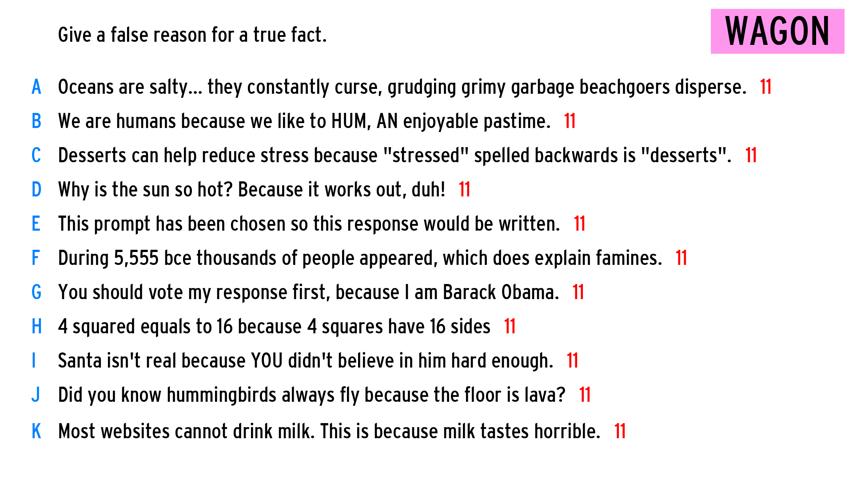 Give a false reason for a true fact.
WAGON
A Oceans are salty... they constantly curse, grudging grimy garbage beachgoers disperse. 11
B We are humans because we like to HUM, AN enjoyable pastime. 11
C Desserts can help reduce stress because "stressed" spelled backwards is "desserts". 11
D Why is the sun so hot? Because it works out, duh! 11
E This prompt has been chosen so this response would be written. 11
F During 5,555 bce thousands of people appeared, which does explain famines. 11
G You should vote my response first, because I am Barack Obama. 11
H 4 squared equals to 16 because 4 squares have 16 sides 11
I Santa isn't real because YOU didn't believe in him hard enough. 11
J Did you know hummingbirds always fly because the floor is lava? 11
K Most websites cannot drink milk. This is because milk tastes horrible. 11